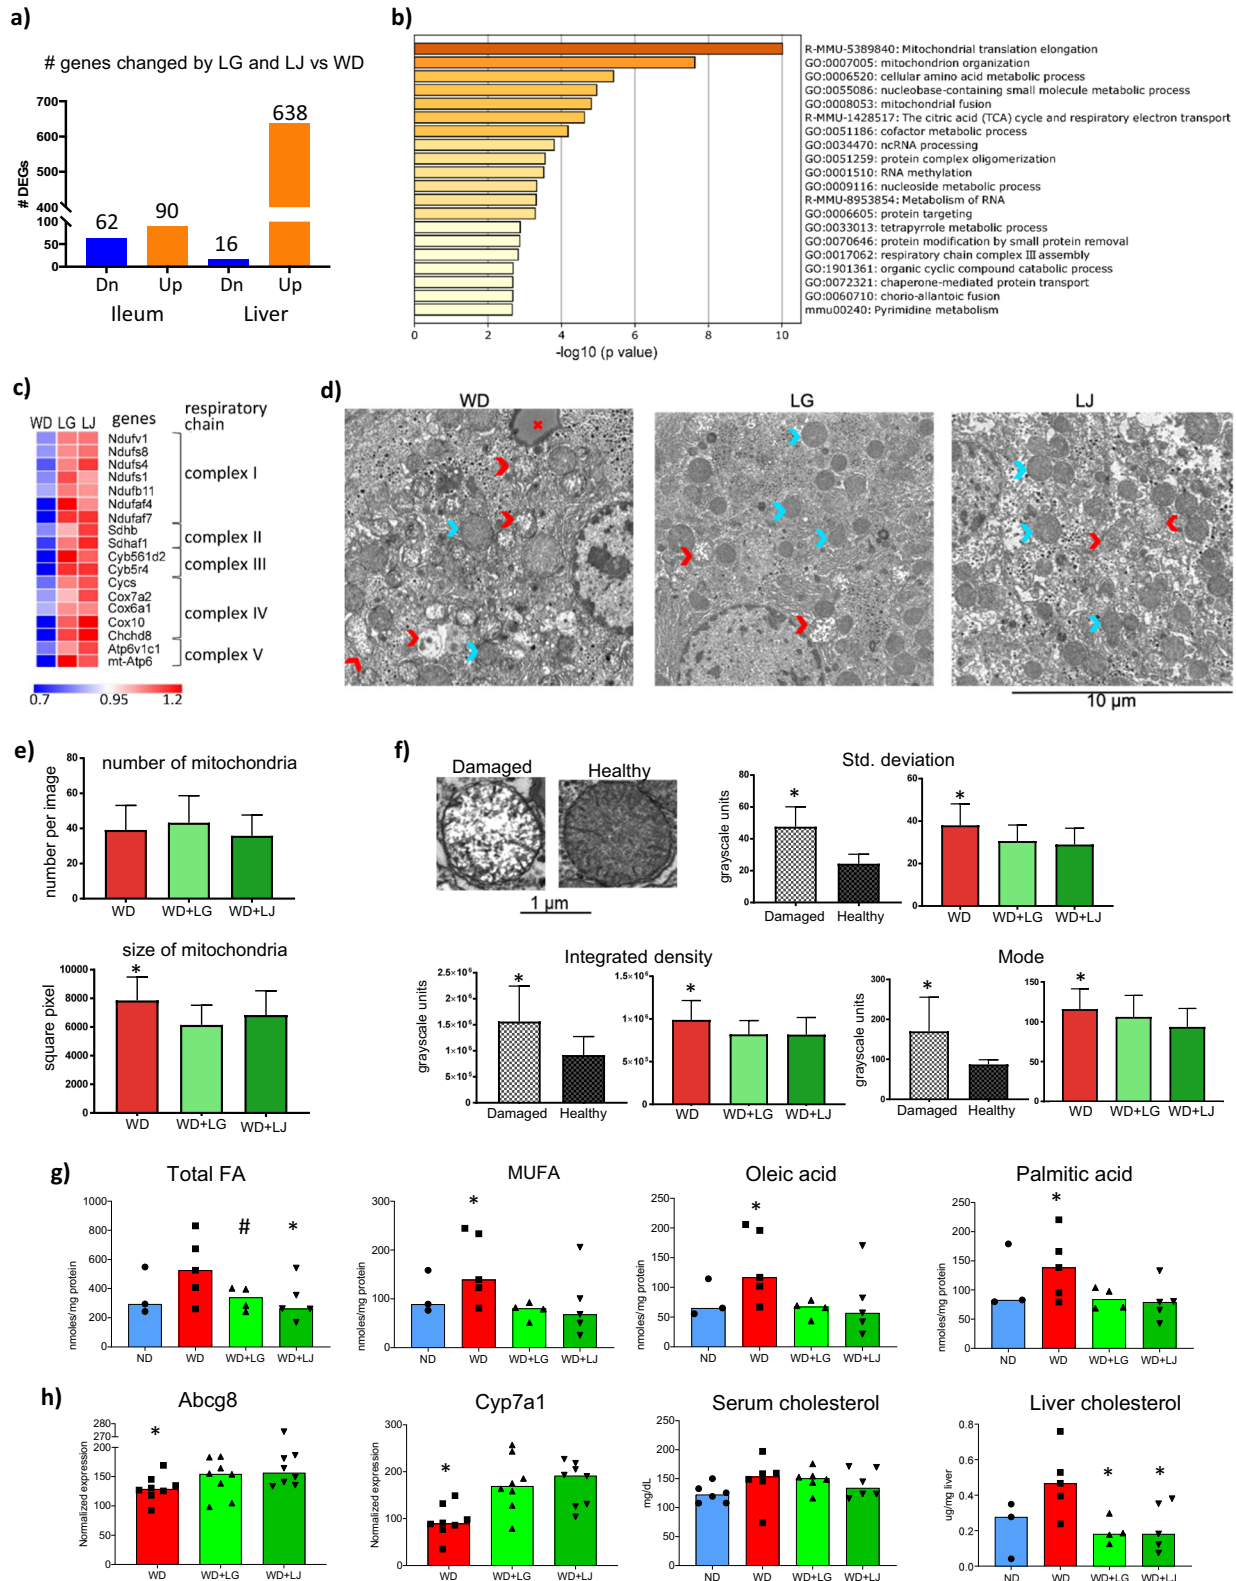 a)
# genes changed by LG and LJ vs WD
# DEGs
700
600
500
400
100
50
0
62
90
16
638
Dn
Up
Dn
Up
Ileum
Liver
b)
R-MMU-5389840: Mitochondrial translation elongation
GO:0007005: mitochondrion organization
GO:0006520: cellular amino acid metabolic process
GO:0055086: nucleobase-containing small molecule metabolic process
GO:0008053: mitochondrial fusion
R-MMU-1428517: The citric acid (TCA) cycle and respiratory electron transport
GO:0051186: cofactor metabolic process
GO:0034470: ncRNA processing
GO:0051259: protein complex oligomerization
GO:0001510: RNA methylation
GO:0009116: nucleoside metabolic process
R-MMU-8953854: Metabolism of RNA
GO:0006605: protein targeting
GO:0033013: tetrapyrrole metabolic process
GO:0070646: protein modification by small protein removal
GO:0017062: respiratory chain complex III assembly
GO:1901361: organic cyclic compound catabolic process
GO:0072321: chaperone-mediated protein transport
GO:0060710: chorio-allantoic fusion
mmu00240: Pyrimidine metabolism
0 2 4 6 8 10
-log10 (p value)
c)
WD LG LJ genes respiratory
chain
Ndufv1
Ndufs8
Ndufs4
Ndufs1
Ndufb11
Ndufaf4
Ndufaf7
Sdhb
Sdhaf1
Cyb561d2
Cyb5r4
Cycs
Cox7a2
Cox6a1
Cox10
Chchd8
Atp6v1c1
mt-Atp6
complex I
complex II
complex III
complex IV
complex V
0.7 0.95 1.2
d)
WD
LG
LJ
10 µm
e)
number of mitochondria
number per image
80
60
40
20
0
WD WD+LG WD+LJ
size of mitochondria
square pixel
10000
8000
6000
4000
2000
0
*
WD WD+LG WD+LJ
f)
Damaged Healthy
1 µm
Std. deviation
grayscale units
80
60
40
20
0
*
Damaged Healthy
60
40
20
0
*
WD WD+LG WD+LJ
Integrated density
grayscale units
2.5×10⁶
2×10⁶
1.5×10⁶
1×10⁶
5×10⁵
0
*
Damaged Healthy
1.5×10⁶
1×10⁶
5×10⁵
0
*
WD WD+LG WD+LJ
Mode
grayscale units
300
200
100
0
*
Damaged Healthy
150
100
50
0
*
WD WD+LG WD+LJ
g)
Total FA
nmoles/mg protein
1000
800
600
400
200
0
# *
ND WD WD+LG WD+LJ
MUFA
nmoles/mg protein
300
200
100
0
*
ND WD WD+LG WD+LJ
Oleic acid
nmoles/mg protein
250
200
150
100
50
0
*
ND WD WD+LG WD+LJ
Palmitic acid
nmoles/mg protein
250
200
150
100
50
0
*
ND WD WD+LG WD+LJ
h)
Abcg8
Normalized expression
280
270
200
150
100
50
0
*
WD WD+LG WD+LJ
Cyp7a1
Normalized expression
300
200
100
0
*
WD WD+LG WD+LJ
Serum cholesterol
mg/dL
250
200
150
100
50
0
ND WD WD+LG WD+LJ
Liver cholesterol
ug/mg liver
0.8
0.6
0.4
0.2
0.0
* *
ND WD WD+LG WD+LJ